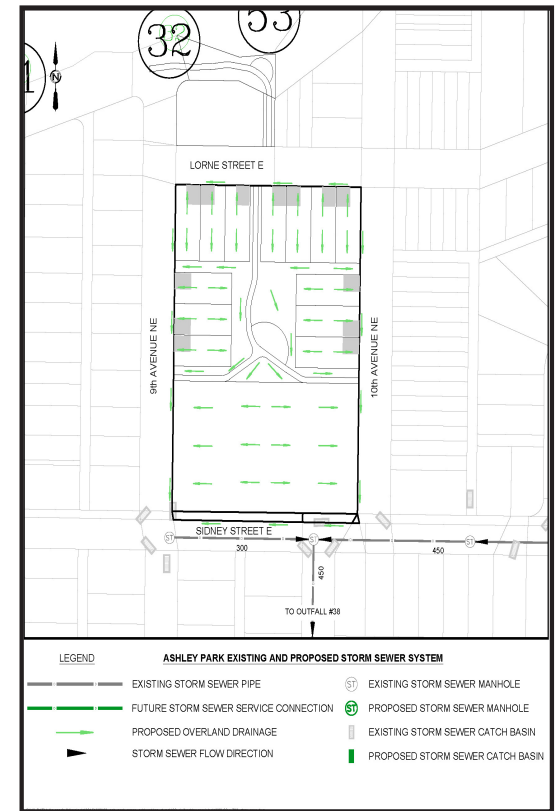 53
32
1
N
LORNE STREET E
9th AVENUE NE
10th AVENUE NE
SIDNEY STREET E
ST
ST
ST
300
450
450
TO OUTFALL #38
LEGEND
ASHLEY PARK EXISTING AND PROPOSED STORM SEWER SYSTEM
EXISTING STORM SEWER PIPE
ST EXISTING STORM SEWER MANHOLE
FUTURE STORM SEWER SERVICE CONNECTION
ST PROPOSED STORM SEWER MANHOLE
PROPOSED OVERLAND DRAINAGE
EXISTING STORM SEWER CATCH BASIN
STORM SEWER FLOW DIRECTION
PROPOSED STORM SEWER CATCH BASIN